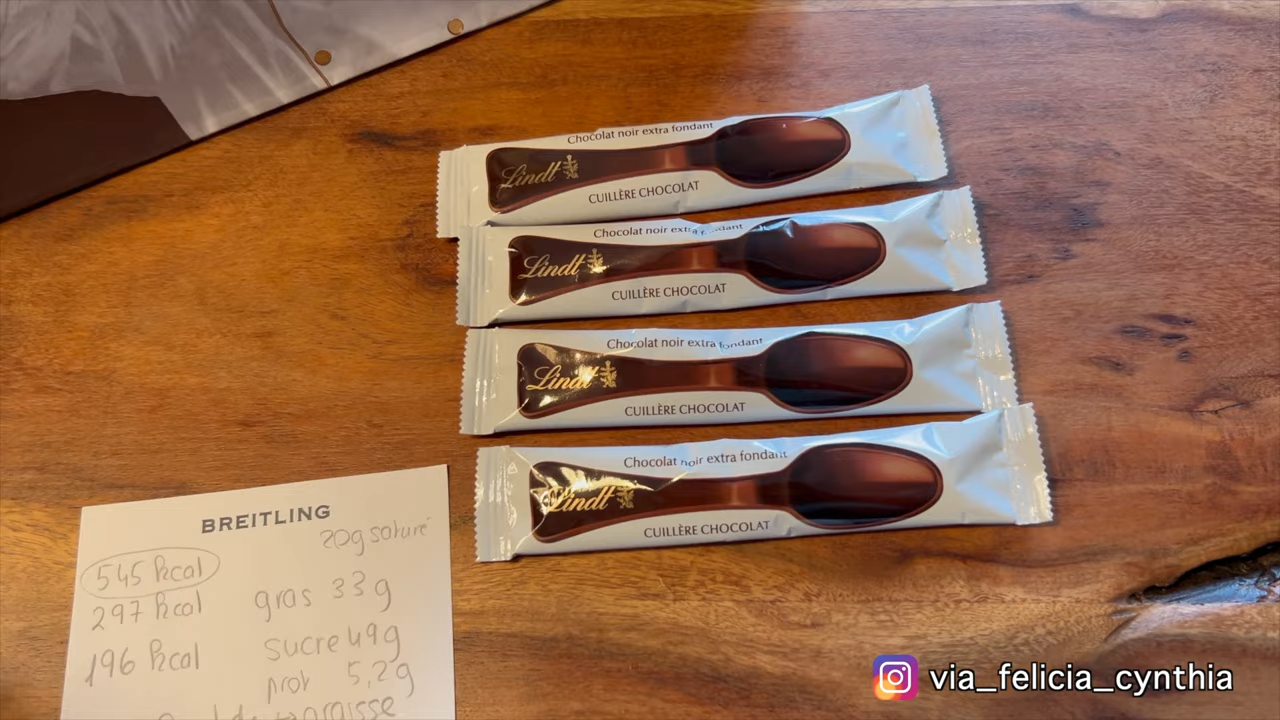 Chocolat noir extra fondant
Lindt
CUILLÈRE CHOCOLAT
Chocolat noir extra fondant
Lindt
CUILLÈRE CHOCOLAT
Chocolat noir extra fondant
Lindt
CUILLÈRE CHOCOLAT
Chocolat noir extra fondant
Lindt
CUILLÈRE CHOCOLAT
BREITLING
20g saturé
545 kcal
297 kcal
gras 33g
196 kcal
sucre 49g
prot 5,2g
via_felicia_cynthia